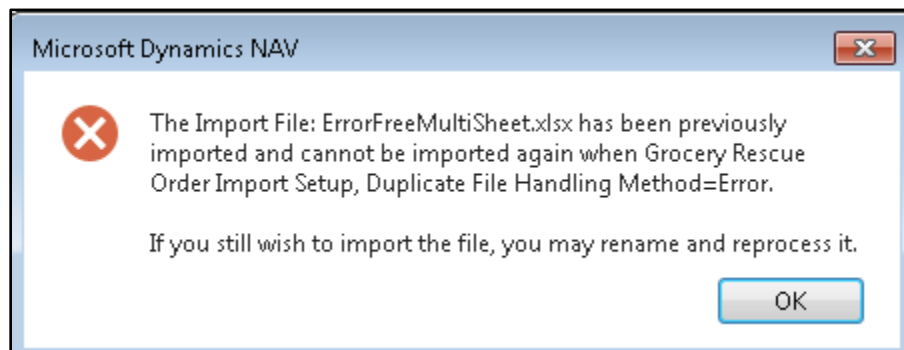 Microsoft Dynamics NAV
The Import File: ErrorFreeMultiSheet.xlsx has been previously
imported and cannot be imported again when Grocery Rescue
Order Import Setup, Duplicate File Handling Method=Error.
If you still wish to import the file, you may rename and reprocess it.
OK